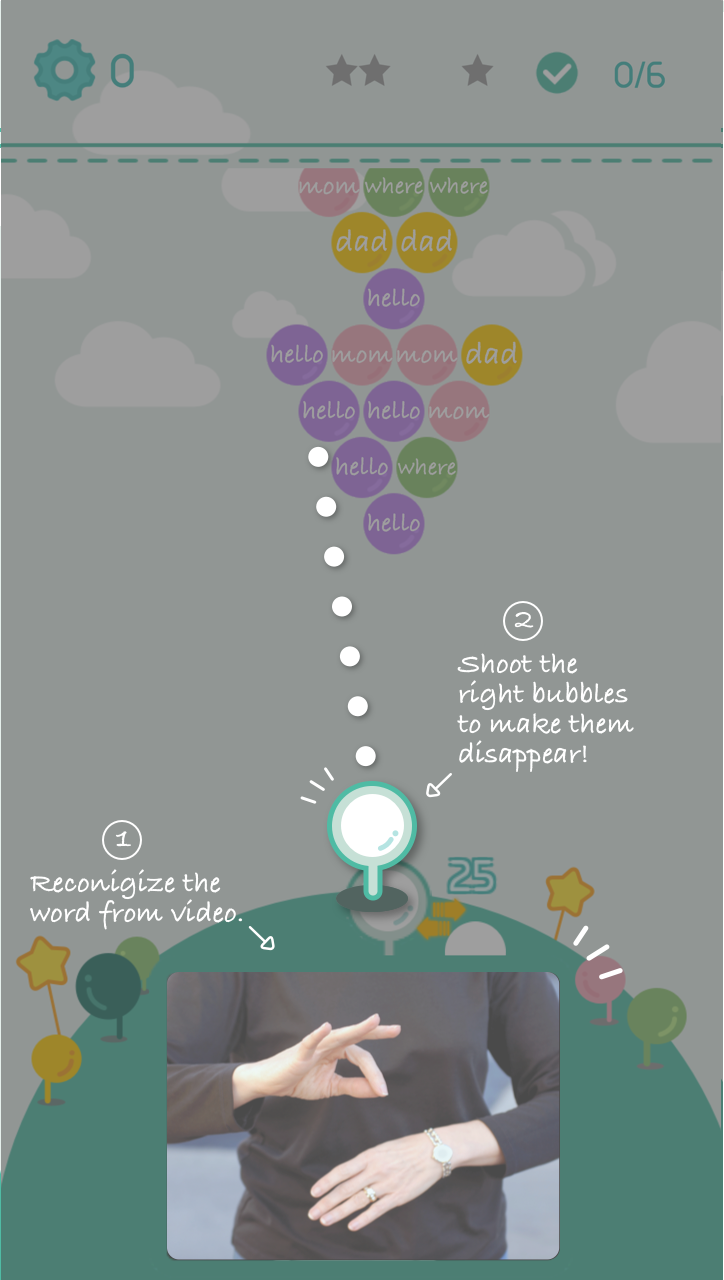 0
0/6
mom where where
dad dad
hello
hello mom mom dad
hello hello mom
hello where
hello
2
Shoot the
right bubbles
to make them
disappear!
1
Reconigize the
word from video.
25